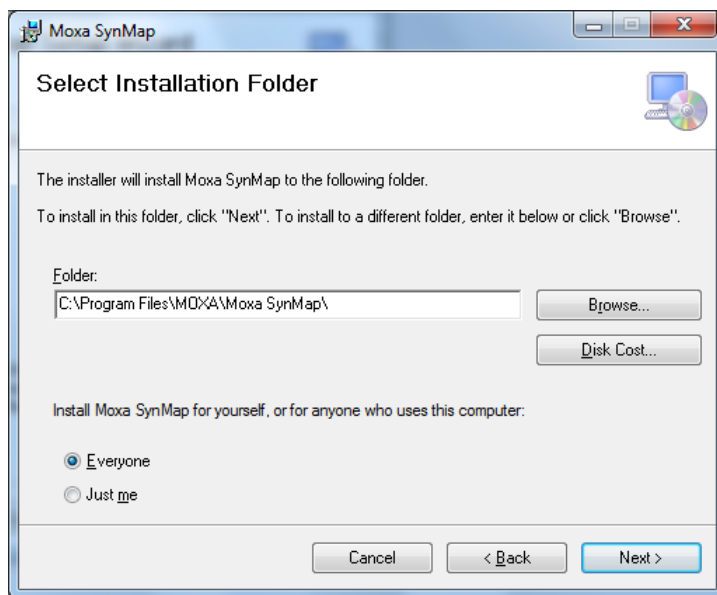 Moxa SynMap
Select Installation Folder
The installer will install Moxa SynMap to the following folder.
To install in this folder, click "Next". To install to a different folder, enter it below or click "Browse".
Folder:
C:\Program Files\MOXA\Moxa SynMap\
Browse...
Disk Cost...
Install Moxa SynMap for yourself, or for anyone who uses this computer:
Everyone
Just me
Cancel
< Back
Next >